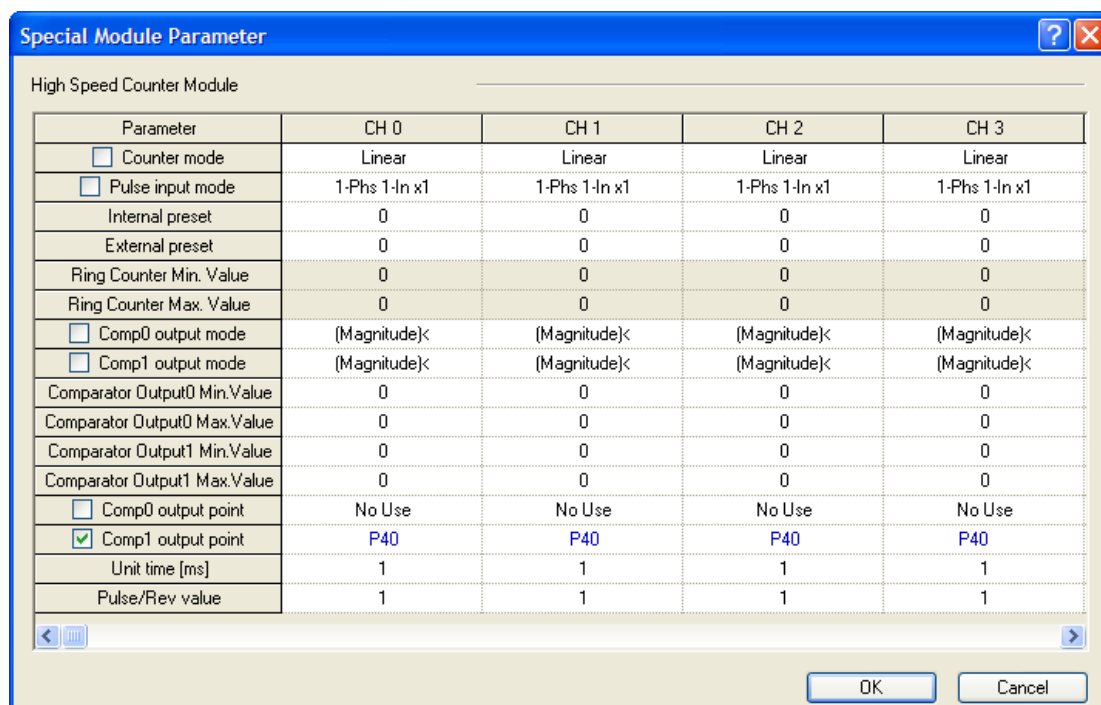 Special Module Parameter
High Speed Counter Module
Parameter CH 0 CH 1 CH 2 CH 3
Counter mode Linear Linear Linear Linear
Pulse input mode 1-Phs 1-In x1 1-Phs 1-In x1 1-Phs 1-In x1 1-Phs 1-In x1
Internal preset 0 0 0 0
External preset 0 0 0 0
Ring Counter Min. Value 0 0 0 0
Ring Counter Max. Value 0 0 0 0
Comp0 output mode (Magnitude)< (Magnitude)< (Magnitude)< (Magnitude)<
Comp1 output mode (Magnitude)< (Magnitude)< (Magnitude)< (Magnitude)<
Comparator Output0 Min.Value 0 0 0 0
Comparator Output0 Max.Value 0 0 0 0
Comparator Output1 Min.Value 0 0 0 0
Comparator Output1 Max.Value 0 0 0 0
Comp0 output point No Use No Use No Use No Use
Comp1 output point P40 P40 P40 P40
Unit time [ms] 1 1 1 1
Pulse/Rev value 1 1 1 1
OK Cancel